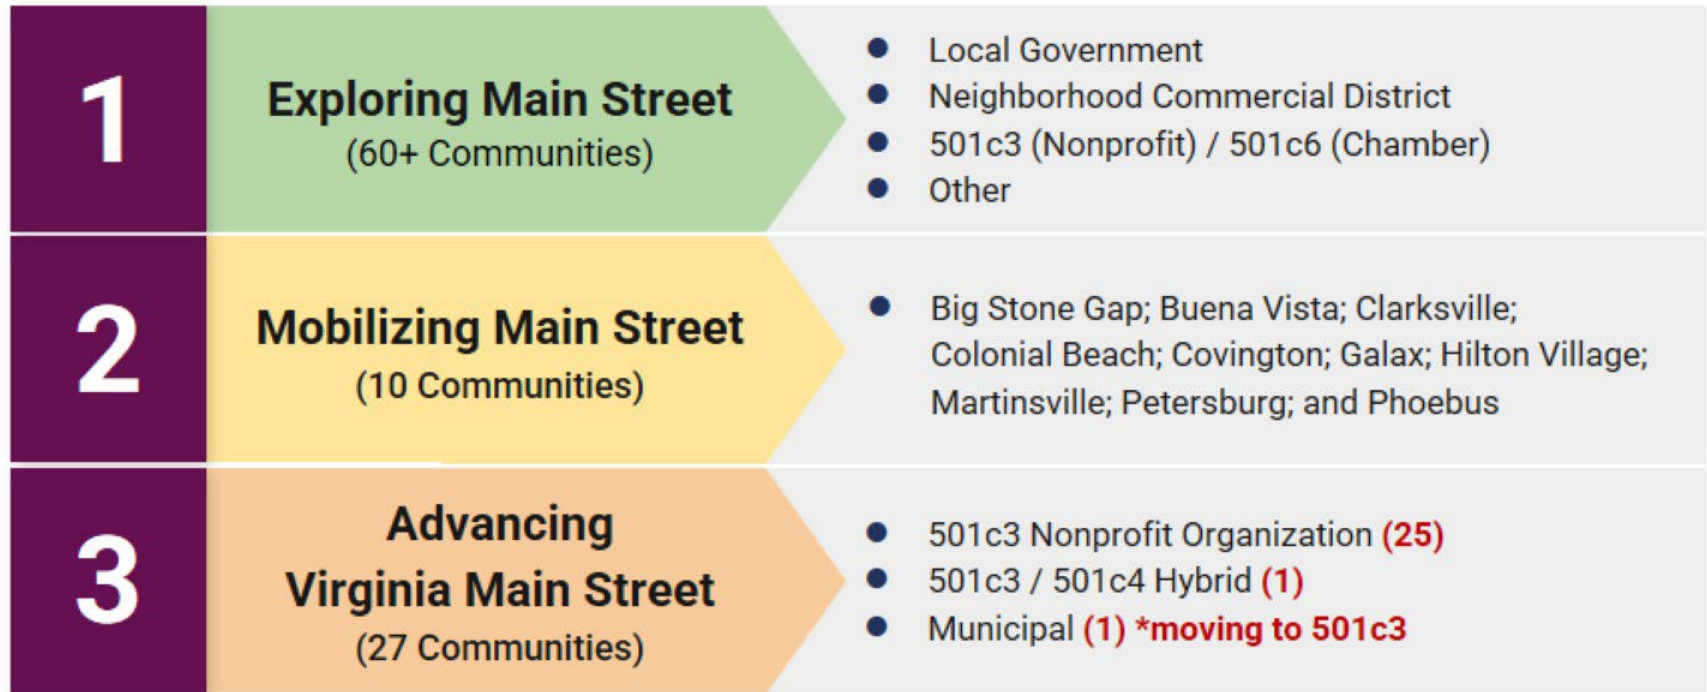 1
Exploring Main Street
(60+ Communities)
● Local Government
● Neighborhood Commercial District
● 501c3 (Nonprofit) / 501c6 (Chamber)
● Other
2
Mobilizing Main Street
(10 Communities)
● Big Stone Gap; Buena Vista; Clarksville;
Colonial Beach; Covington; Galax; Hilton Village;
Martinsville; Petersburg; and Phoebus
3
Advancing
Virginia Main Street
(27 Communities)
● 501c3 Nonprofit Organization (25)
● 501c3 / 501c4 Hybrid (1)
● Municipal (1) *moving to 501c3